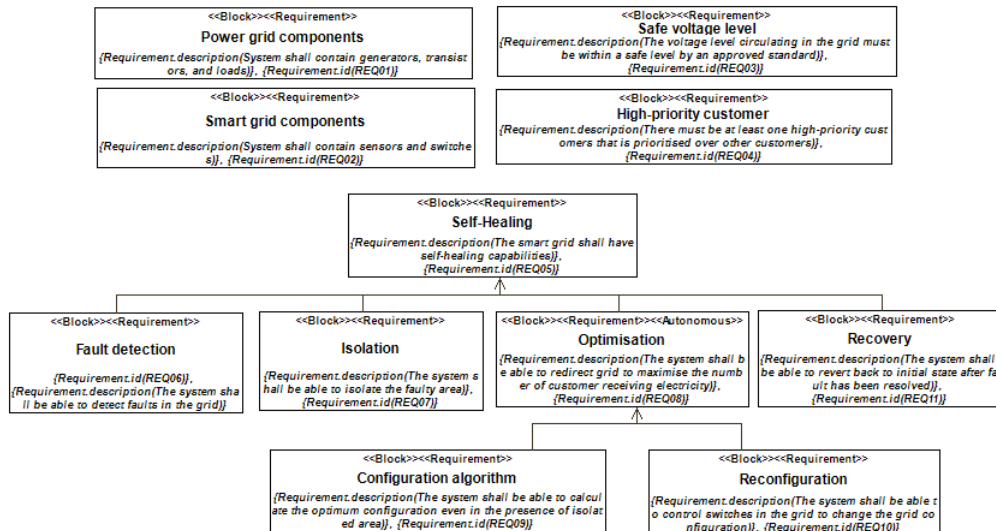 <<Block>><<Requirement>>
Power grid components
{Requirement.description(System shall contain generators, transist
ors, and loads)}, {Requirement.id(REQ01)}
<<Block>><<Requirement>>
Safe voltage level
{Requirement.description(The voltage level circulating in the grid must
be within a safe level by an approved standard)},
{Requirement.id(REQ03)}
<<Block>><<Requirement>>
Smart grid components
{Requirement.description(System shall contain sensors and switche
s)}, {Requirement.id(REQ02)}
<<Block>><<Requirement>>
High-priority customer
{Requirement.description(There must be at least one high-priority cust
omers that is prioritised over other customers)},
{Requirement.id(REQ04)}
<<Block>><<Requirement>>
Self-Healing
{Requirement.description(The smart grid shall have
self-healing capabilities)},
{Requirement.id(REQ05)}
<<Block>><<Requirement>>
Fault detection
{Requirement.id(REQ06)},
{Requirement.description(The system sha
ll be able to detect faults in the grid)}
<<Block>><<Requirement>>
Isolation
{Requirement.description(The system s
hall be able to isolate the faulty area)},
{Requirement.id(REQ07)}
<<Block>><<Requirement>><<Autonomous>>
Optimisation
{Requirement.description(The system shall b
e able to redirect grid to maximise the numb
er of customer receiving electricity)},
{Requirement.id(REQ08)}
<<Block>><<Requirement>>
Recovery
{Requirement.description(The system shall
be able to revert back to initial state after fa
ult has been resolved)},
{Requirement.id(REQ11)}
<<Block>><<Requirement>>
Configuration algorithm
{Requirement.description(The system shall be able to calcul
ate the optimum configuration even in the presence of isolat
ed area)}, {Requirement.id(REQ09)}
<<Block>><<Requirement>>
Reconfiguration
{Requirement.description(The system shall be able t
o control switches in the grid to change the grid co
nfiguration)}, {Requirement.id(REQ10)}